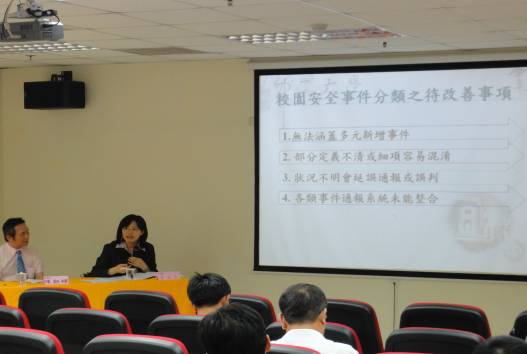 校園安全事件分類之待改善事項
1.無法涵蓋多元新增事件
2. 部分定義不清或細項容易混淆
3. 狀況不明會延誤通報或誤判
4. 各類事件通報系統未能整合